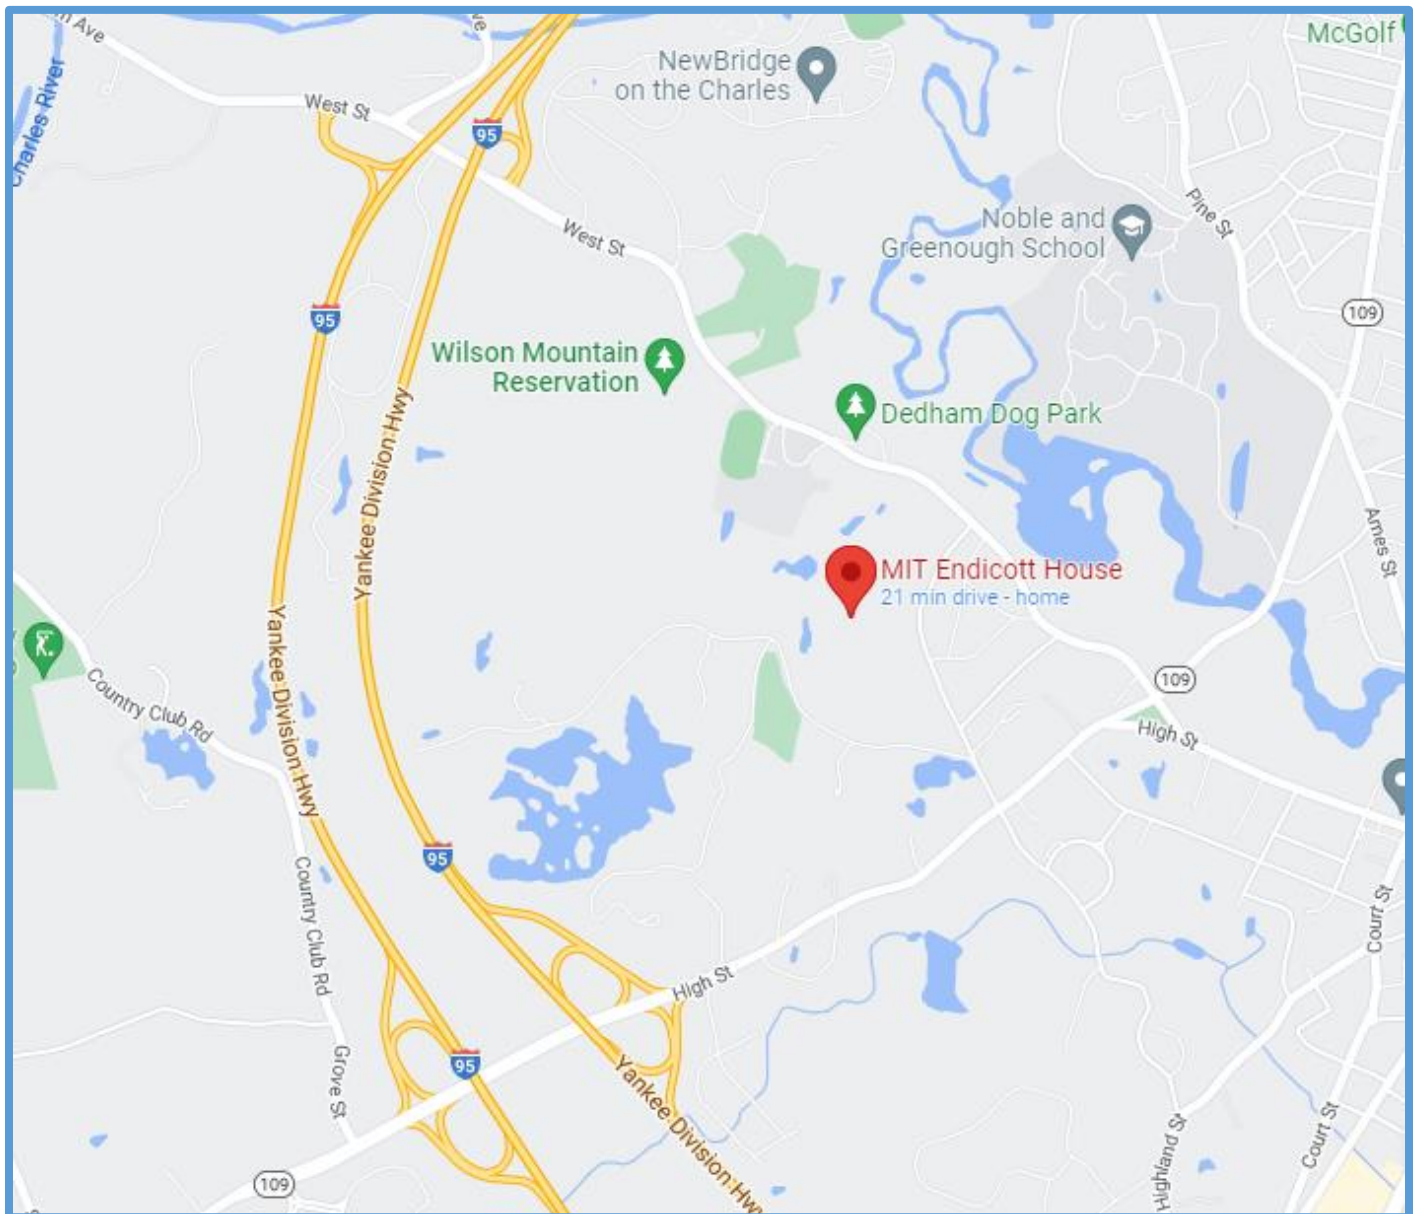 McGolf
NewBridge
on the Charles
West St
95
Charles River
Noble and
Greenough School
Pine St
West St
95
109
Wilson Mountain
Reservation
Dedham Dog Park
Yankee Division Hwy
Ames St
MIT Endicott House
21 min drive - home
Yankee Division Hwy
Country Club Rd
109
High St
95
Country Club Rd
Court St
High St
95
Grove St
Yankee Division Hwy
Highland St
Court St
109